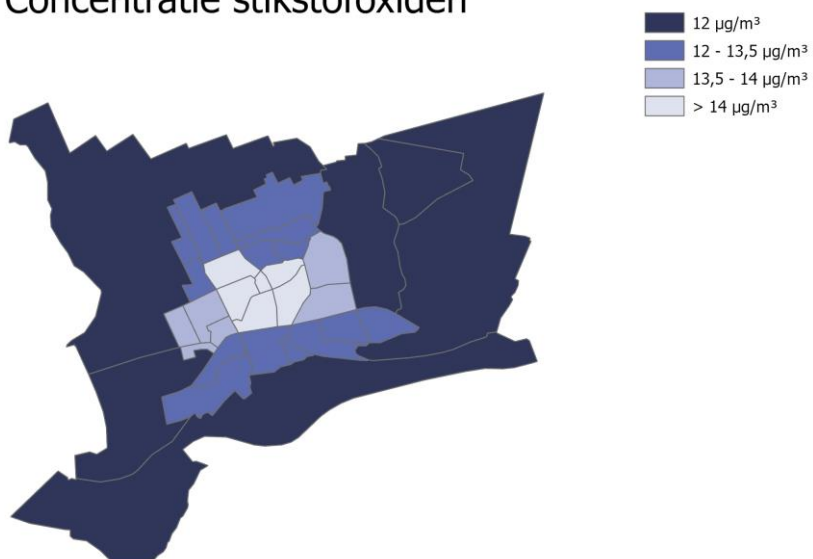 Concentratie stikstofoxiden
12 µg/m³
12 - 13,5 µg/m³
13,5 - 14 µg/m³
> 14 µg/m³